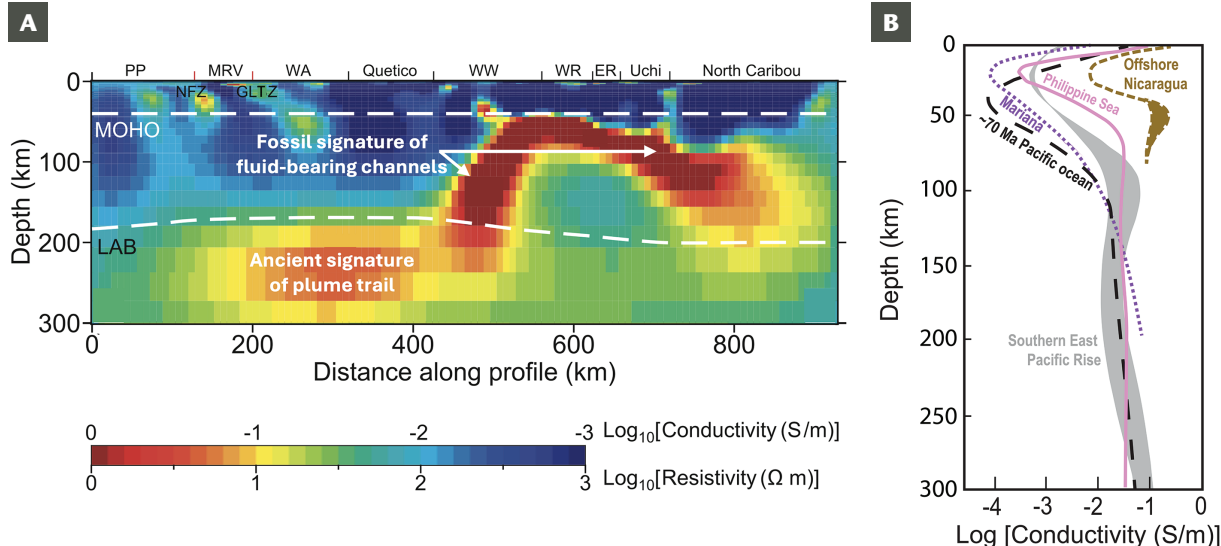 A
PP MRV WA Quetico WW WR ER Uchi North Caribou
NFZ GLTZ
MOHO
Fossil signature of
fluid-bearing channels
LAB
Ancient signature
of plume trail
0
100
200
300
Depth (km)
0 200 400 600 800
Distance along profile (km)
0 -1 -2 -3 Log10[Conductivity (S/m)]
0 1 2 3 Log10[Resistivity (Ω m)]
B
0
50
100
150
200
250
300
Depth (km)
Offshore
Nicaragua
Philippine Sea
Mariana
~70 Ma Pacific ocean
Southern East
Pacific Rise
-4 -3 -2 -1 0
Log [Conductivity (S/m)]